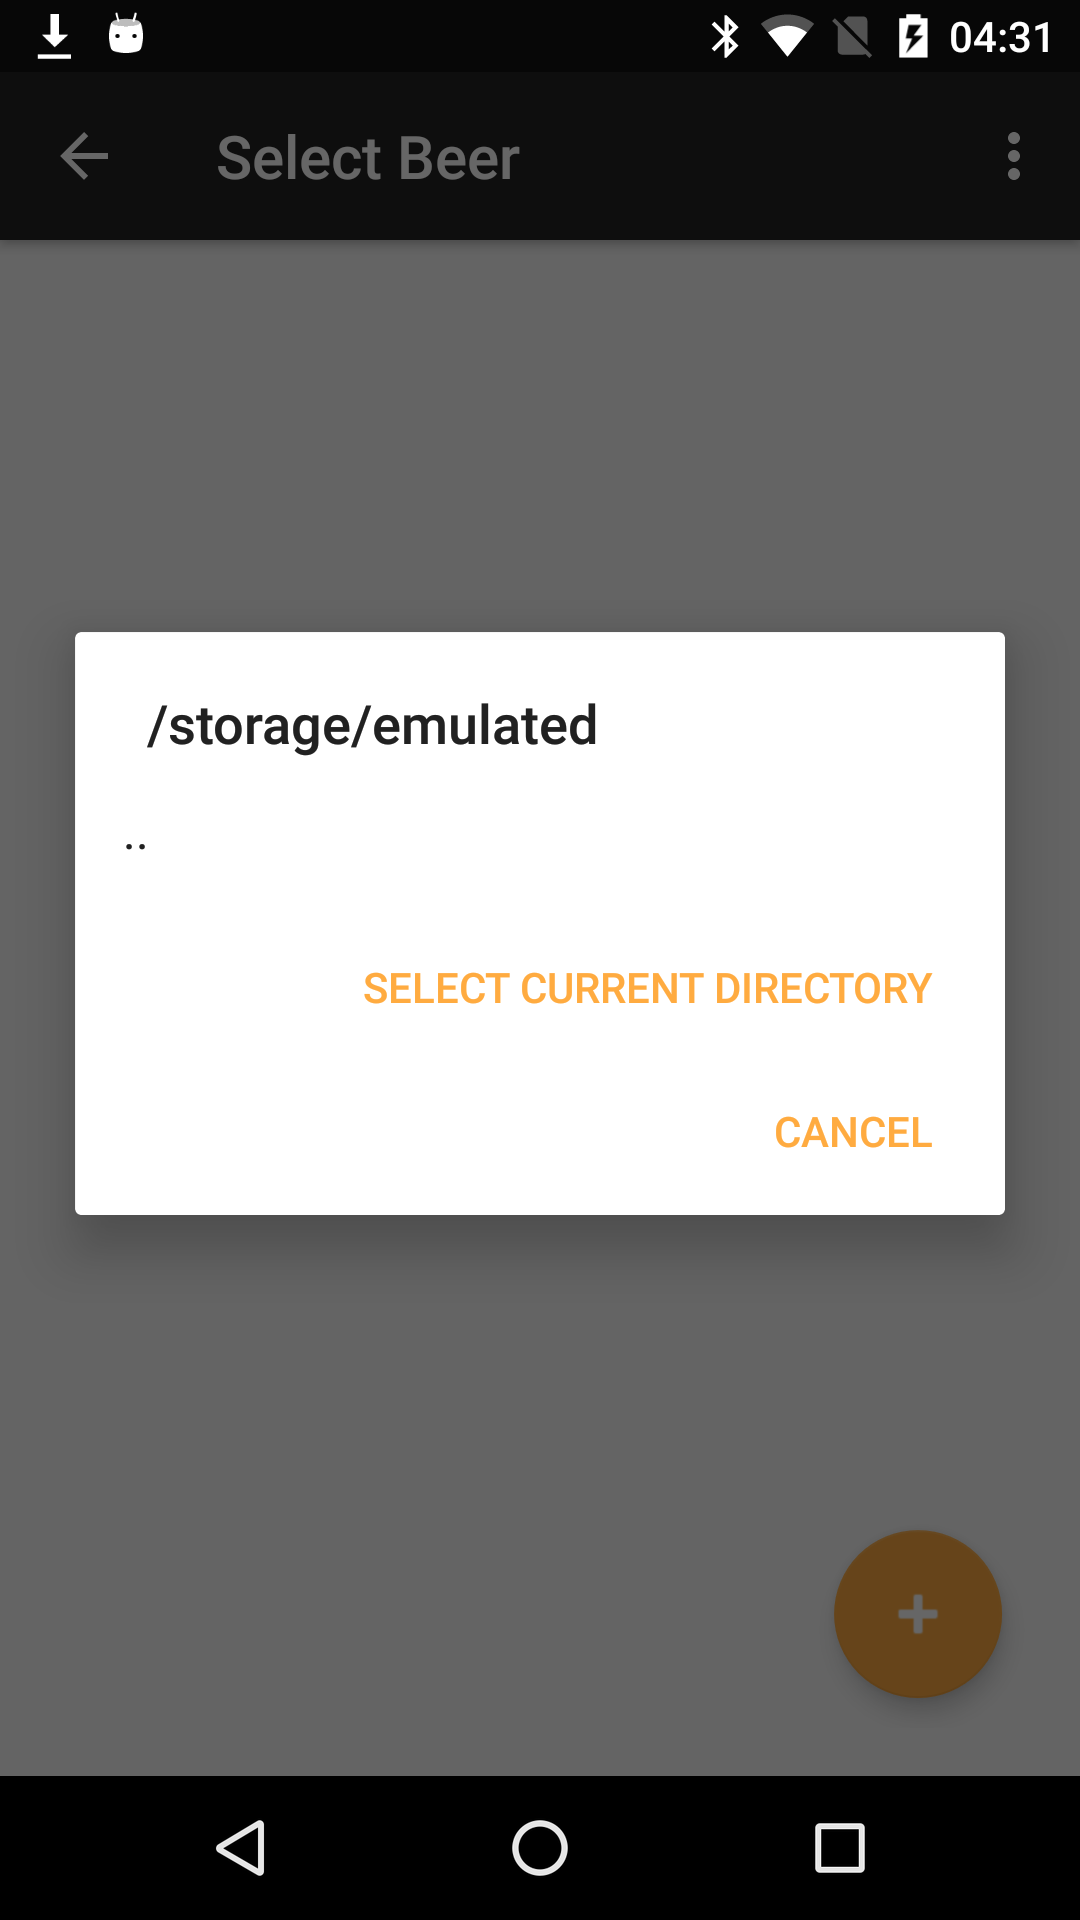 04:31
Select Beer
/storage/emulated
..
SELECT CURRENT DIRECTORY
CANCEL